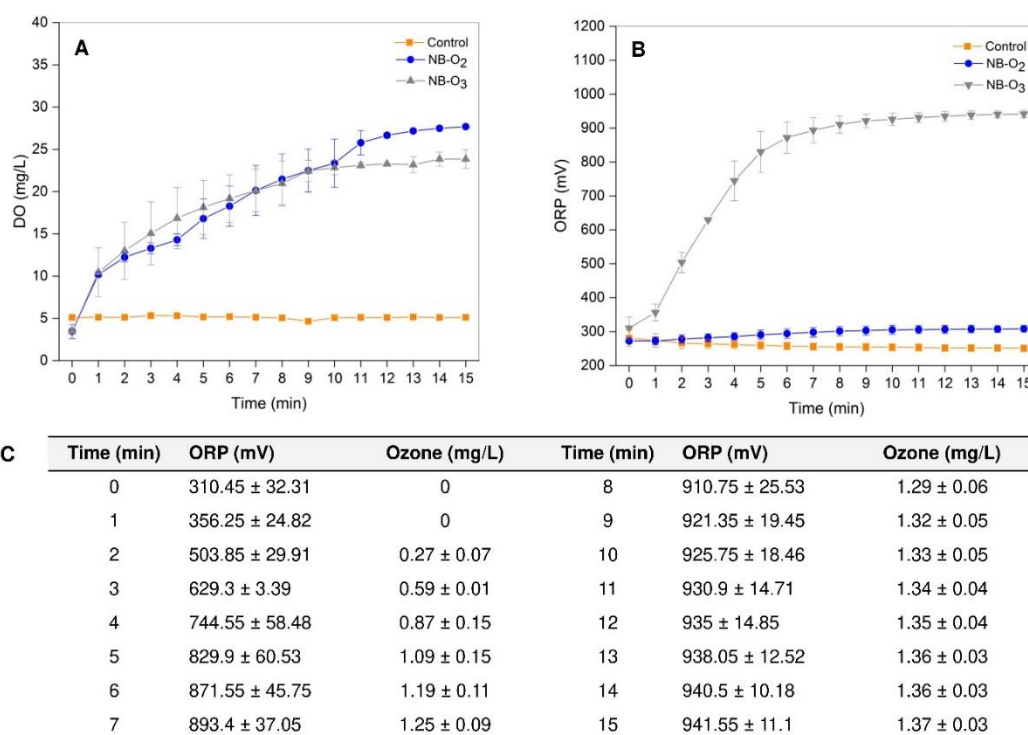 A
Control
NB-O₂
NB-O₃
DO (mg/L)
40
35
30
25
20
15
10
5
0
0 1 2 3 4 5 6 7 8 9 10 11 12 13 14 15
Time (min)
B
Control
NB-O₂
NB-O₃
ORP (mV)
1200
1100
1000
900
800
700
600
500
400
300
200
0 1 2 3 4 5 6 7 8 9 10 11 12 13 14 15
Time (min)
C
Time (min) ORP (mV) Ozone (mg/L) Time (min) ORP (mV) Ozone (mg/L)
0 310.45 ± 32.31 0 8 910.75 ± 25.53 1.29 ± 0.06
1 356.25 ± 24.82 0 9 921.35 ± 19.45 1.32 ± 0.05
2 503.85 ± 29.91 0.27 ± 0.07 10 925.75 ± 18.46 1.33 ± 0.05
3 629.3 ± 3.39 0.59 ± 0.01 11 930.9 ± 14.71 1.34 ± 0.04
4 744.55 ± 58.48 0.87 ± 0.15 12 935 ± 14.85 1.35 ± 0.04
5 829.9 ± 60.53 1.09 ± 0.15 13 938.05 ± 12.52 1.36 ± 0.03
6 871.55 ± 45.75 1.19 ± 0.11 14 940.5 ± 10.18 1.36 ± 0.03
7 893.4 ± 37.05 1.25 ± 0.09 15 941.55 ± 11.1 1.37 ± 0.03